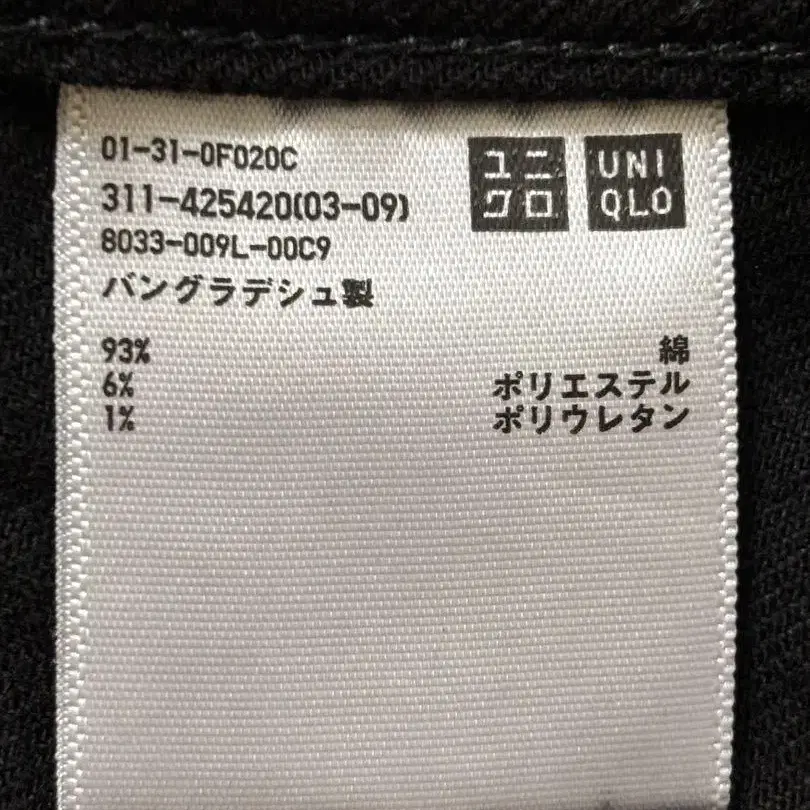 01-31-0F020C
311-425420(03-09)
8033-009L-00C9
バングラデシュ製
ユニ
クロ
UNI
QLO
93% 綿
6% ポリエステル
1% ポリウレタン